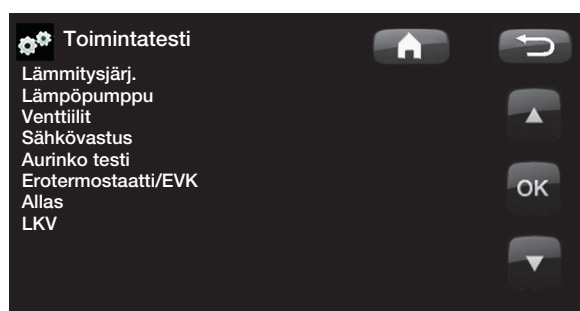 Toimintatesti
Lämmitysjärj.
Lämpöpumppu
Venttiilit
Sähkövastus
Aurinko testi
Erotermostaatti/EVK
Allas
LKV
OK